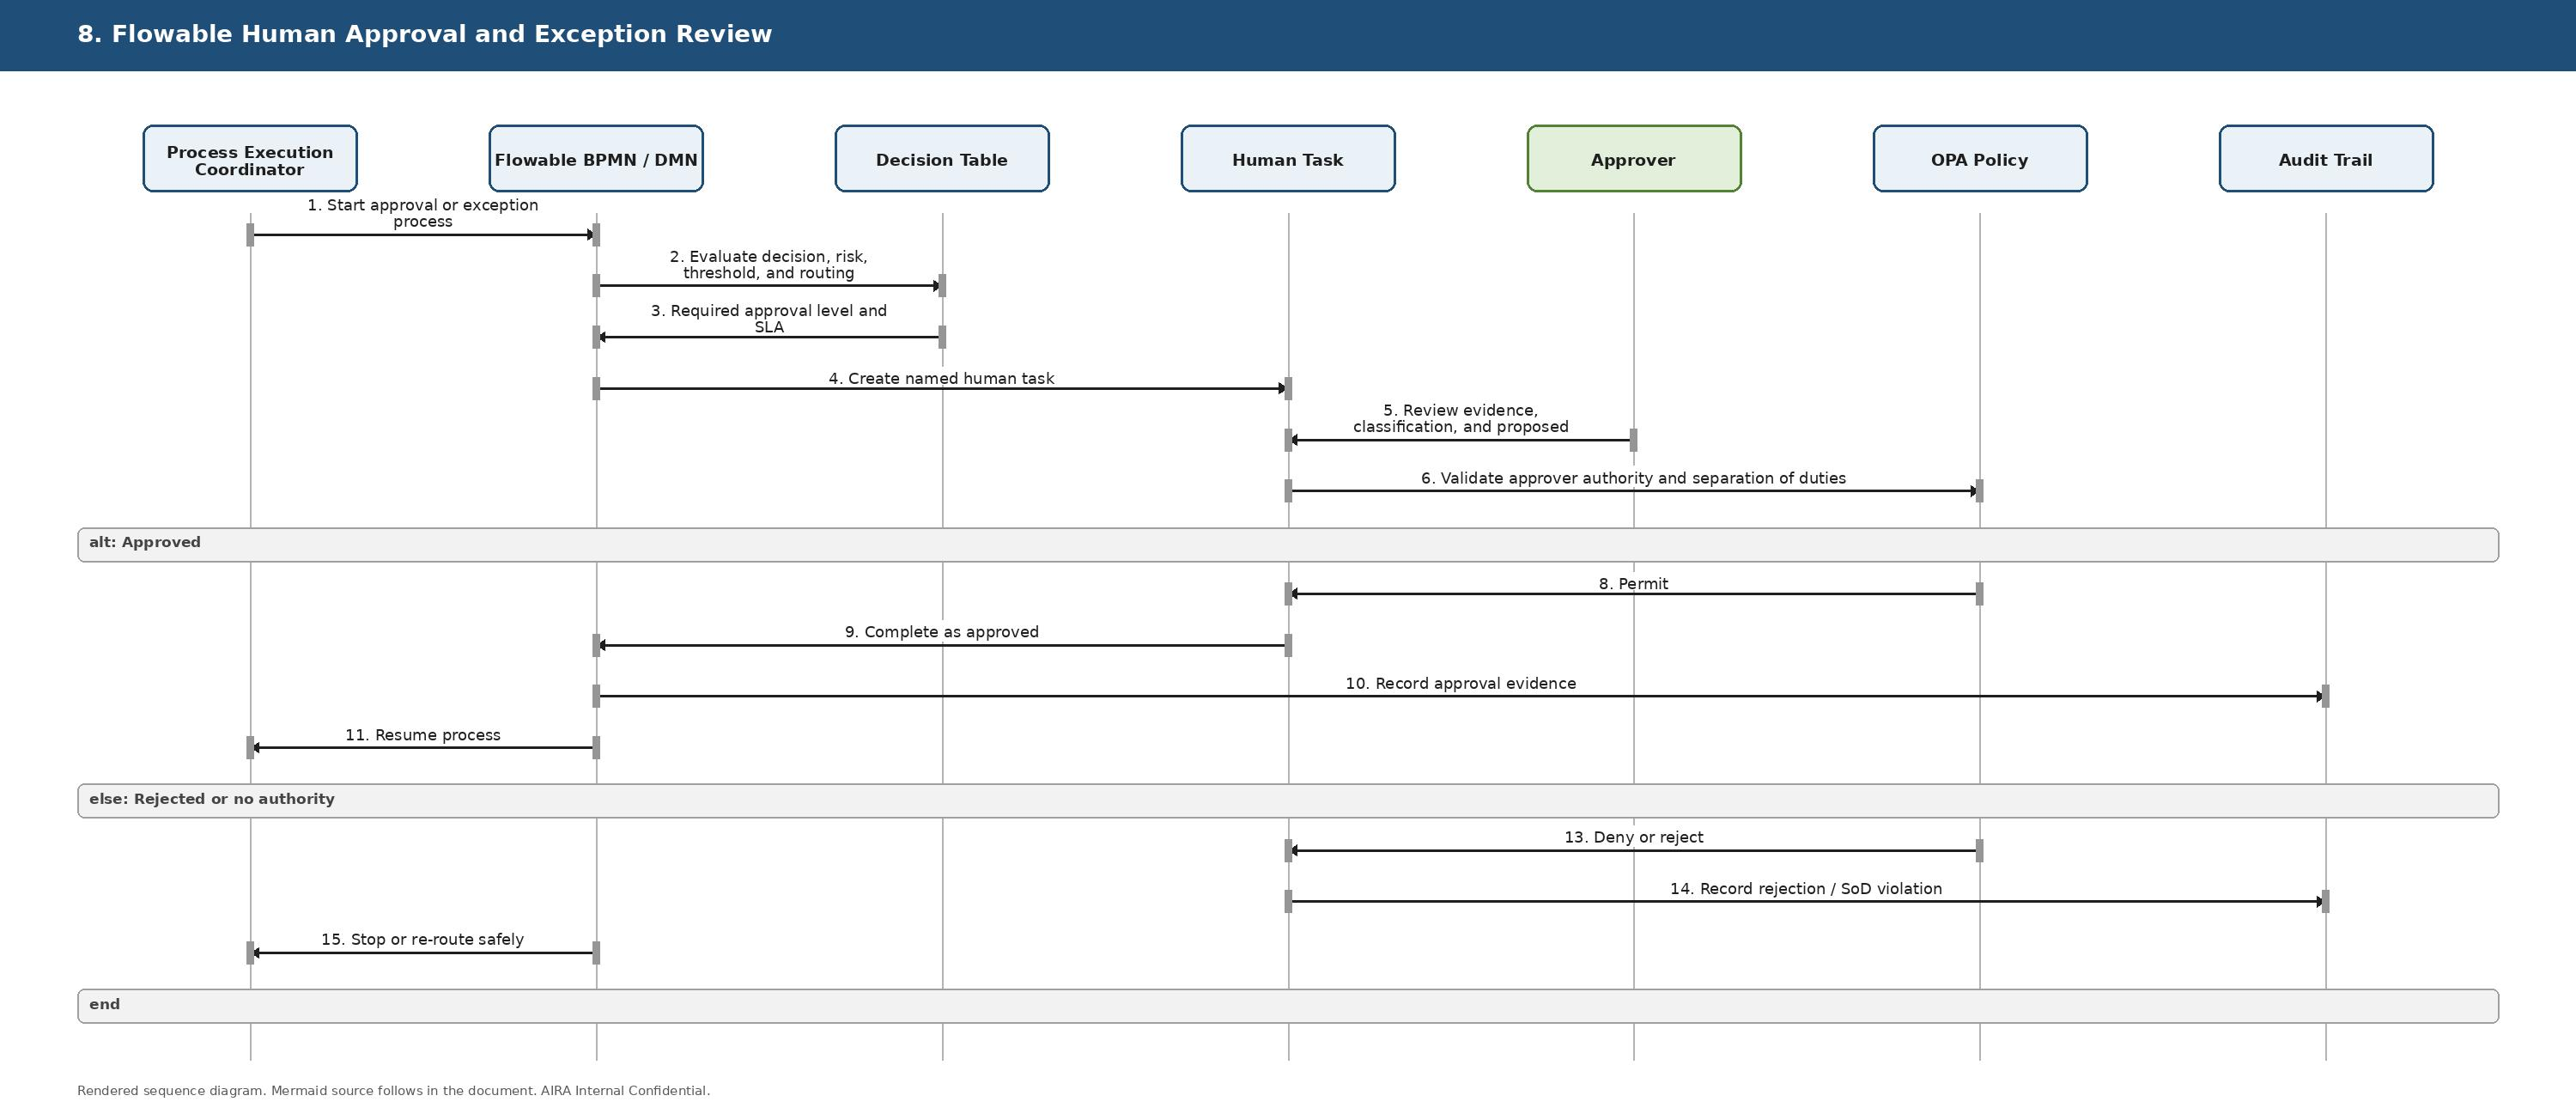 8. Flowable Human Approval and Exception Review
Process Execution
Coordinator
Flowable BPMN / DMN
Decision Table
Human Task
Approver
OPA Policy
Audit Trail
1. Start approval or exception
process
2. Evaluate decision, risk,
threshold, and routing
3. Required approval level and
SLA
4. Create named human task
5. Review evidence,
classification, and proposed
6. Validate approver authority and separation of duties
alt: Approved
8. Permit
9. Complete as approved
10. Record approval evidence
11. Resume process
else: Rejected or no authority
13. Deny or reject
14. Record rejection / SoD violation
15. Stop or re-route safely
end
Rendered sequence diagram. Mermaid source follows in the document. AIRA Internal Confidential.